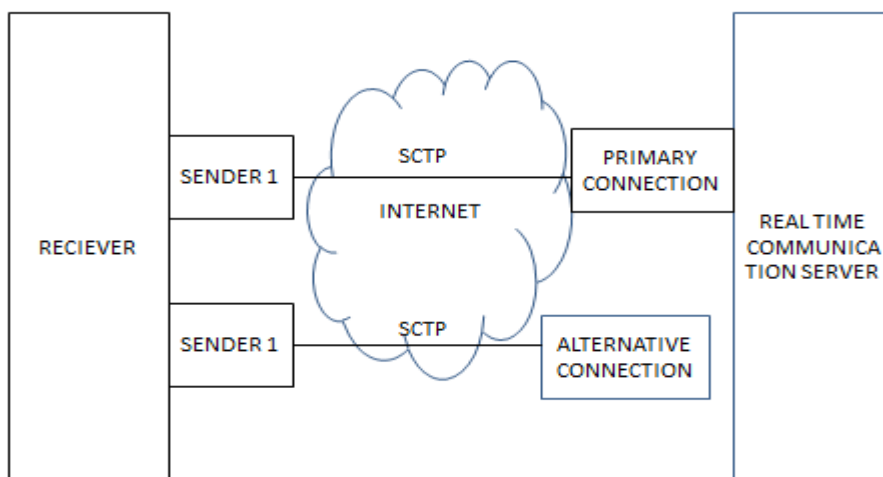 SCTP
SENDER 1
PRIMARY
CONNECTION
INTERNET
RECIEVER
REAL TIME
COMMUNICA
TION SERVER
SCTP
SENDER 1
ALTERNATIVE
CONNECTION